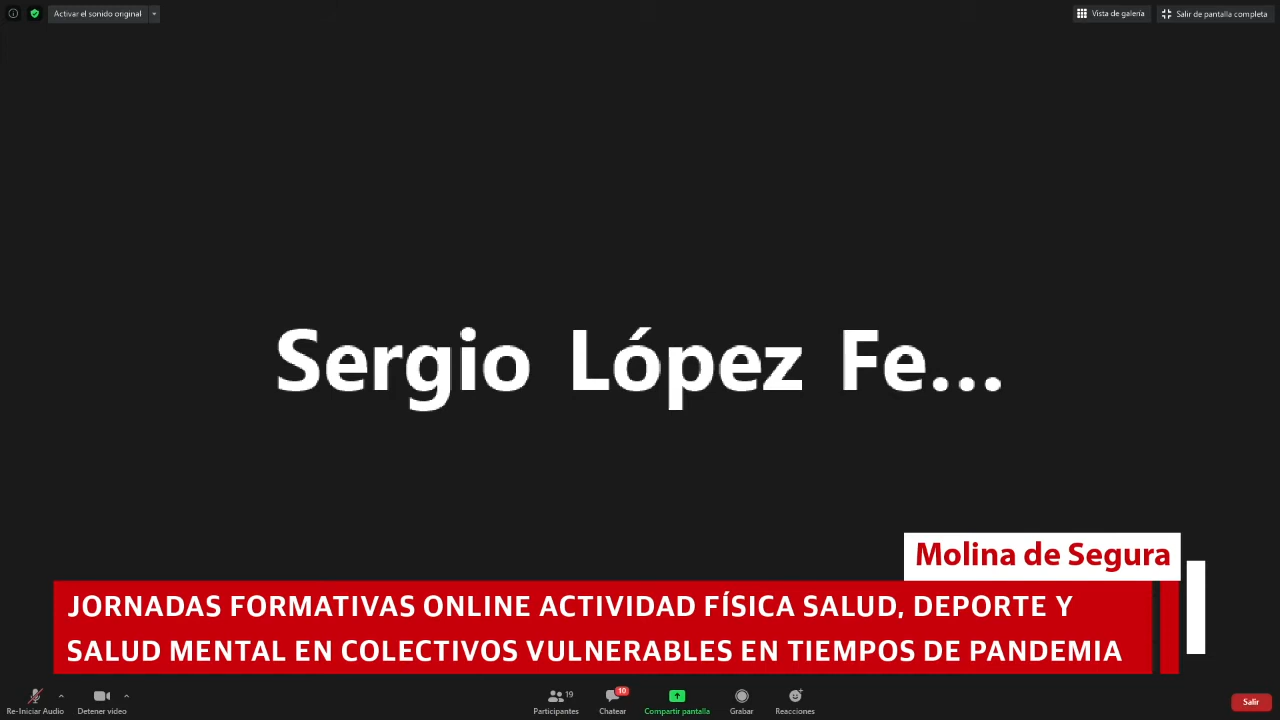 Activar el sonido original
Vista de galería
Salir de pantalla completa
Sergio López Fe...
Molina de Segura
JORNADAS FORMATIVAS ONLINE ACTIVIDAD FÍSICA SALUD, DEPORTE Y
SALUD MENTAL EN COLECTIVOS VULNERABLES EN TIEMPOS DE PANDEMIA
Re-Iniciar Audio
Detener video
19
Participantes
10
Chatear
Compartir pantalla
Grabar
Reacciones
Salir